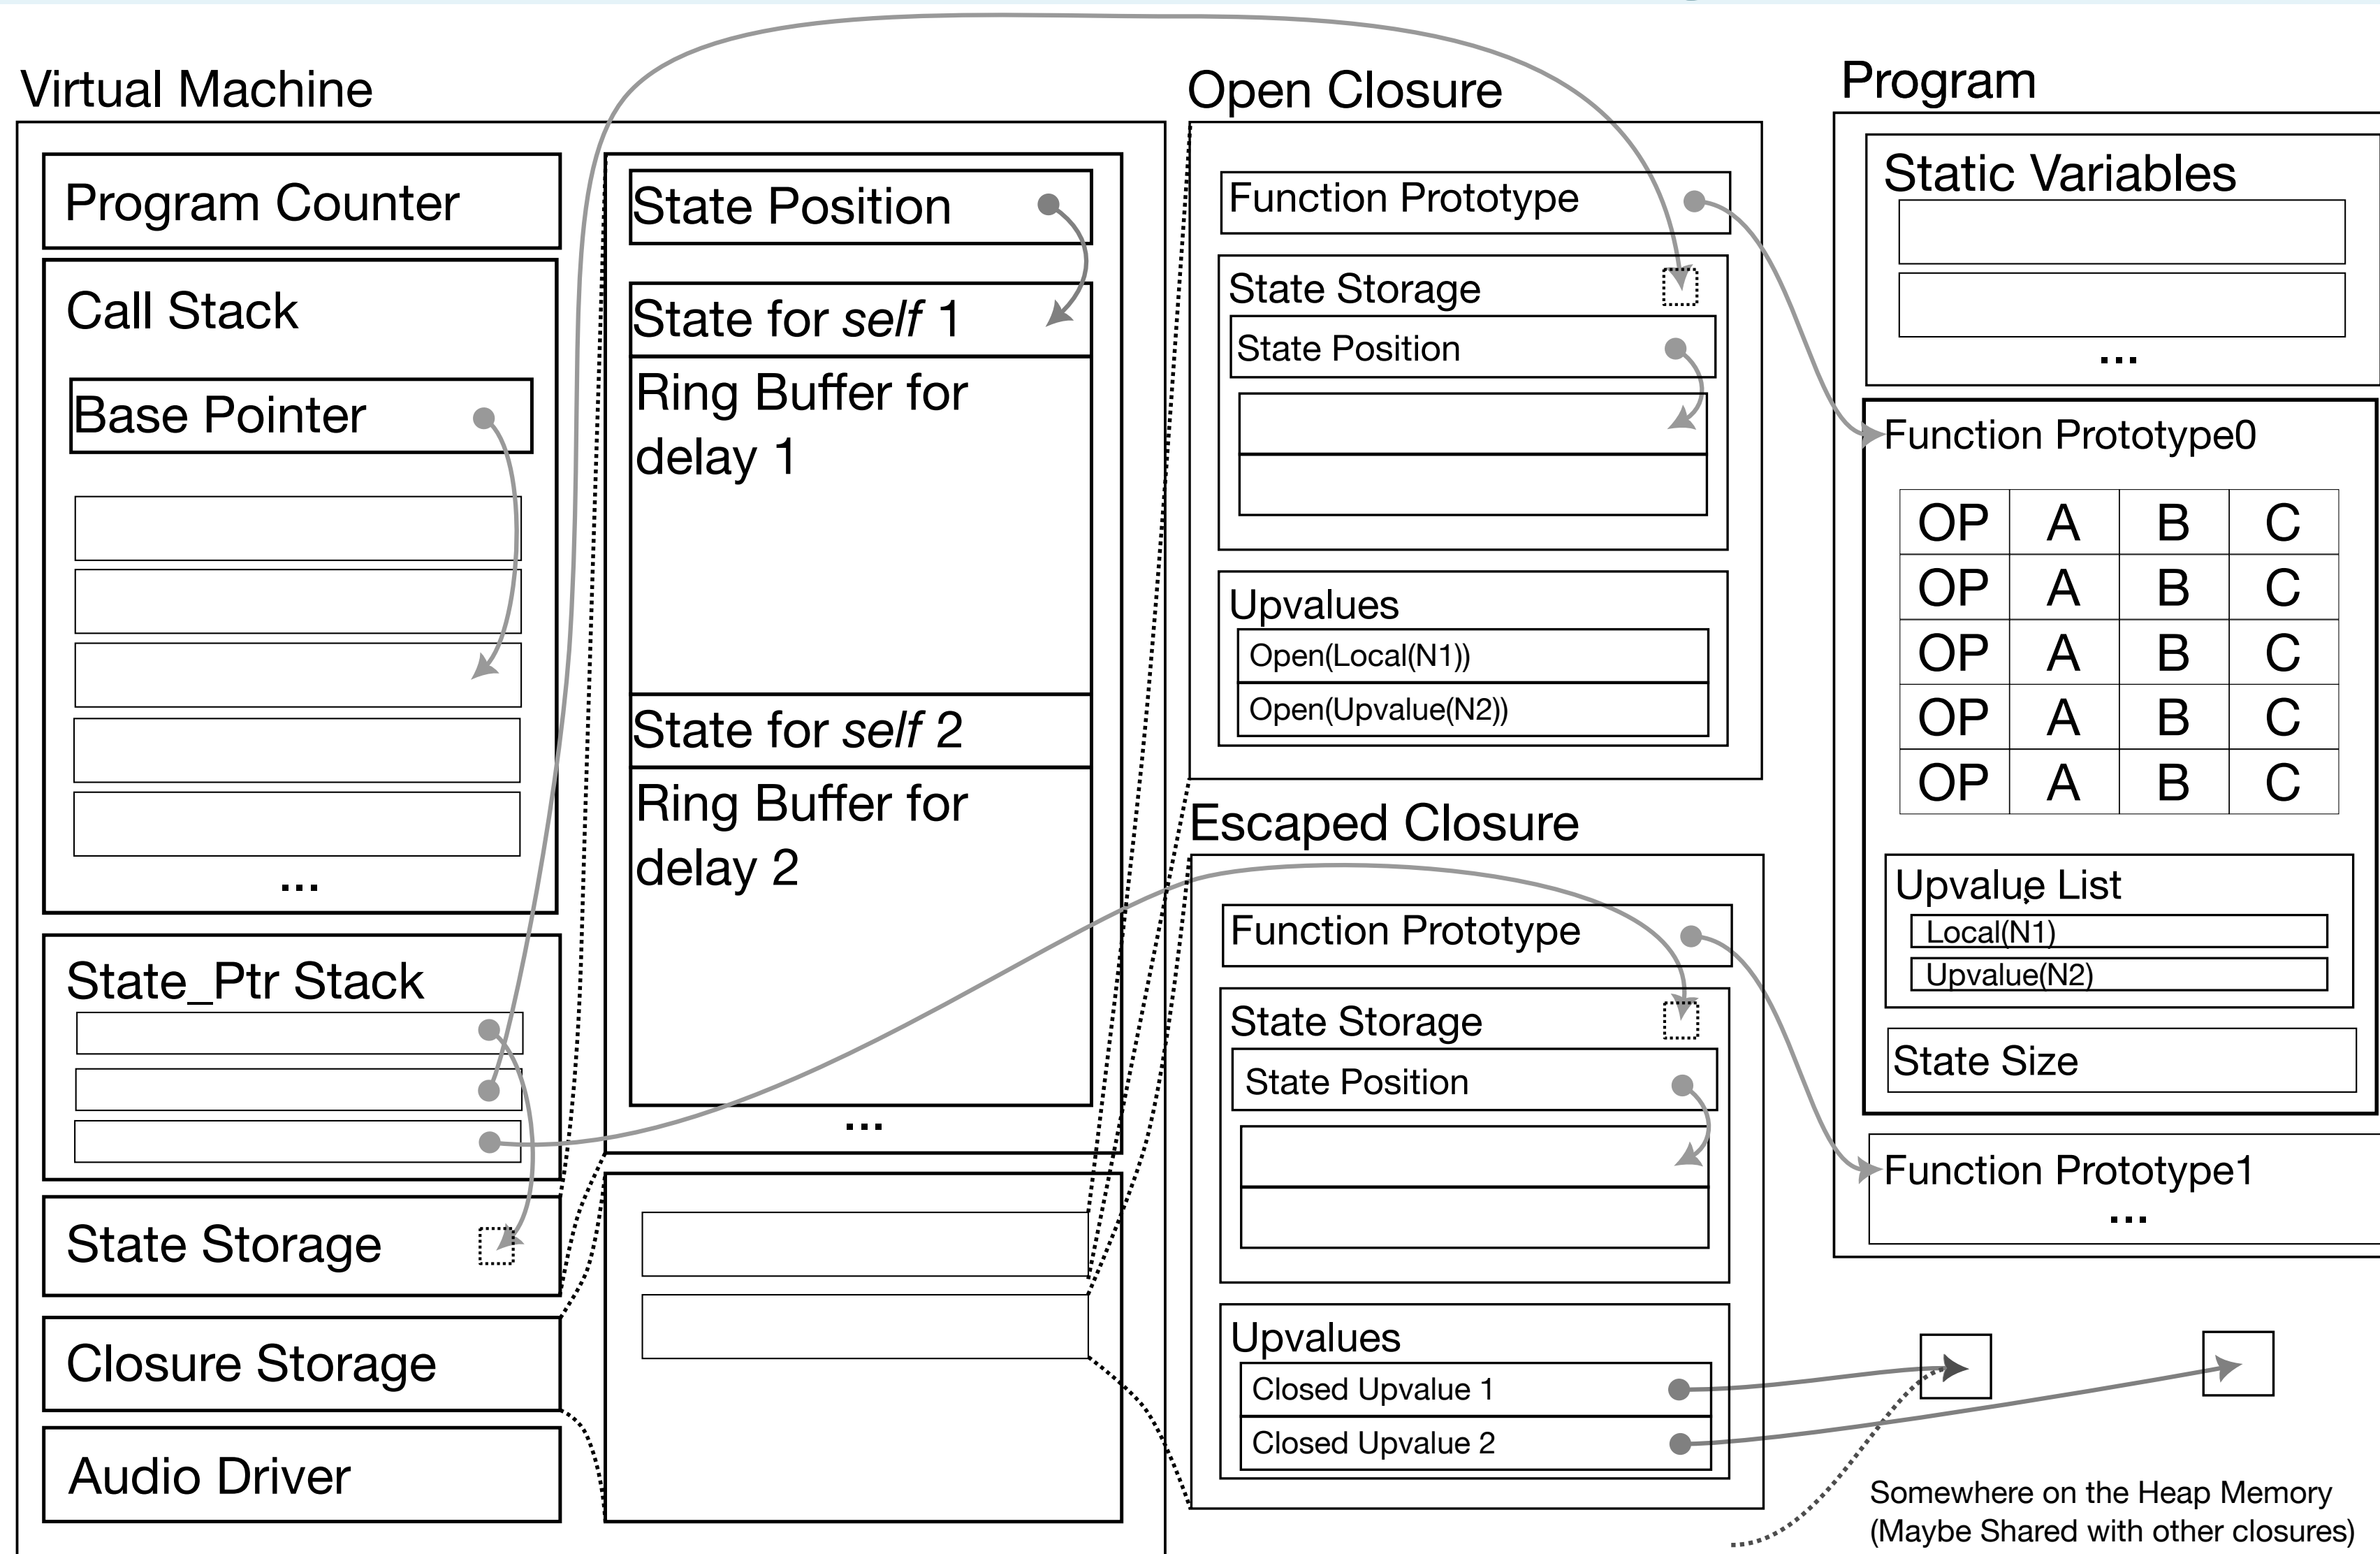 Virtual Machine
Program Counter
Call Stack
Base Pointer
...
State_Ptr Stack
State Storage
Closure Storage
Audio Driver
State Position
State for self 1
Ring Buffer for
delay 1
State for self 2
Ring Buffer for
delay 2
...
Open Closure
Function Prototype
State Storage
State Position
Upvalues
Open(Local(N1))
Open(Upvalue(N2))
Escaped Closure
Function Prototype
State Storage
State Position
Upvalues
Closed Upvalue 1
Closed Upvalue 2
Program
Static Variables
...
Function Prototype0
OP A B C
OP A B C
OP A B C
OP A B C
OP A B C
Upvalue List
Local(N1)
Upvalue(N2)
State Size
Function Prototype1
...
Somewhere on the Heap Memory
(Maybe Shared with other closures)